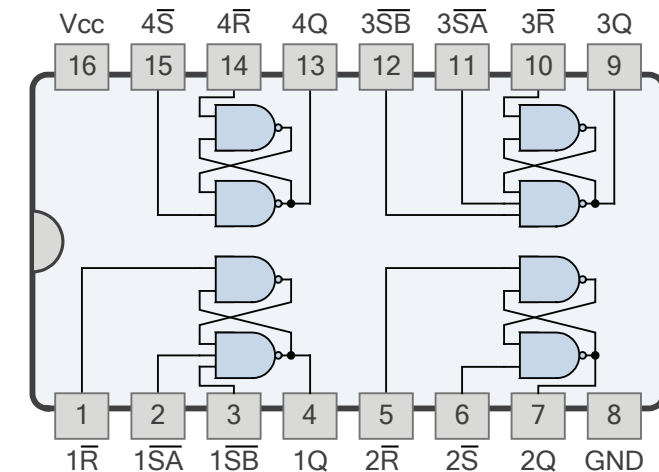 Vcc 4S̅ 4R̅ 4Q 3S̅B̅ 3S̅A̅ 3R̅ 3Q
16 15 14 13 12 11 10 9
1 2 3 4 5 6 7 8
1R̅ 1S̅A̅ 1S̅B̅ 1Q 2R̅ 2S̅ 2Q GND